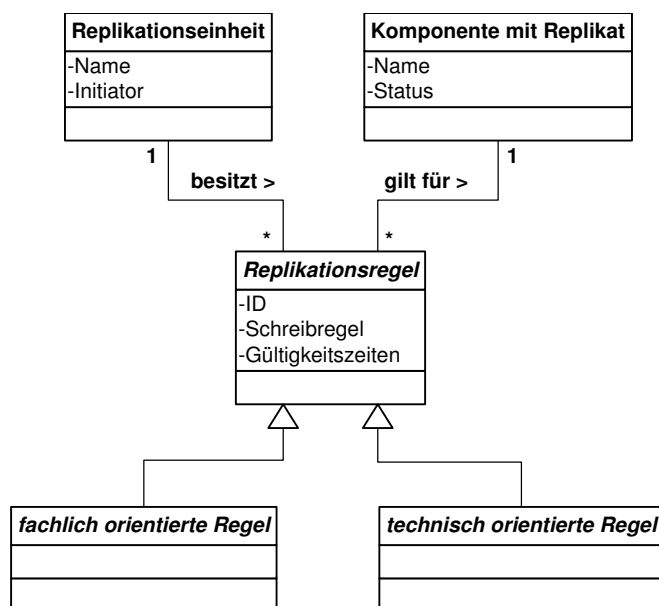 Replikationseinheit
-Name
-Initiator
Komponente mit Replikat
-Name
-Status
1
besitzt >
*
1
gilt für >
*
Replikationsregel
-ID
-Schreibregel
-Gültigkeitszeiten
fachlich orientierte Regel
technisch orientierte Regel